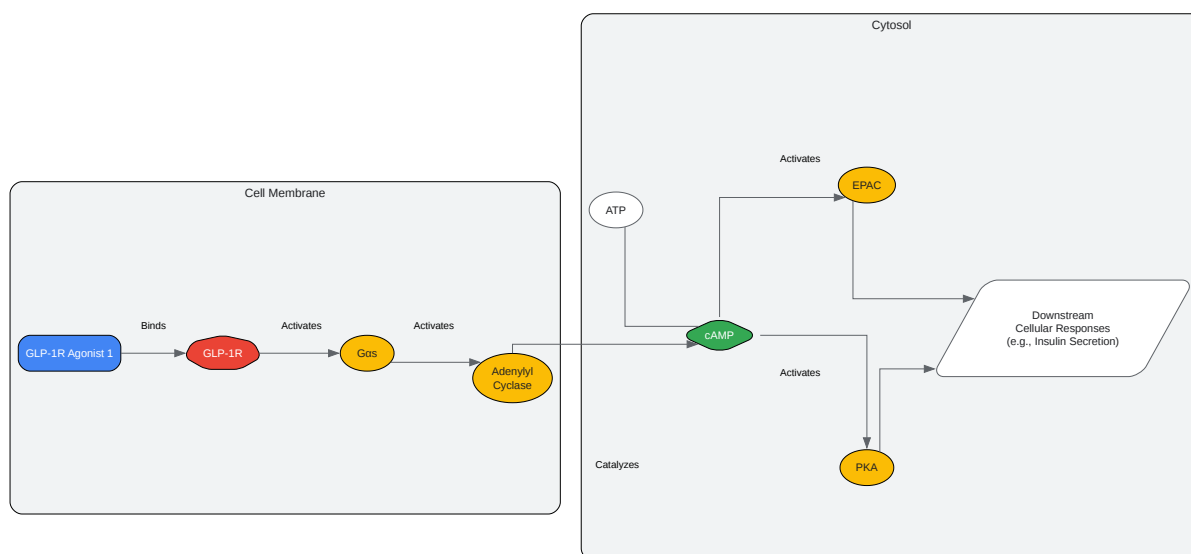 Cytosol
Cell Membrane
Activates
EPAC
ATP
Binds
Activates
Activates
GLP-1R Agonist 1
GLP-1R
Gαs
Adenylyl
Cyclase
cAMP
Activates
Downstream
Cellular Responses
(e.g., Insulin Secretion)
Catalyzes
PKA